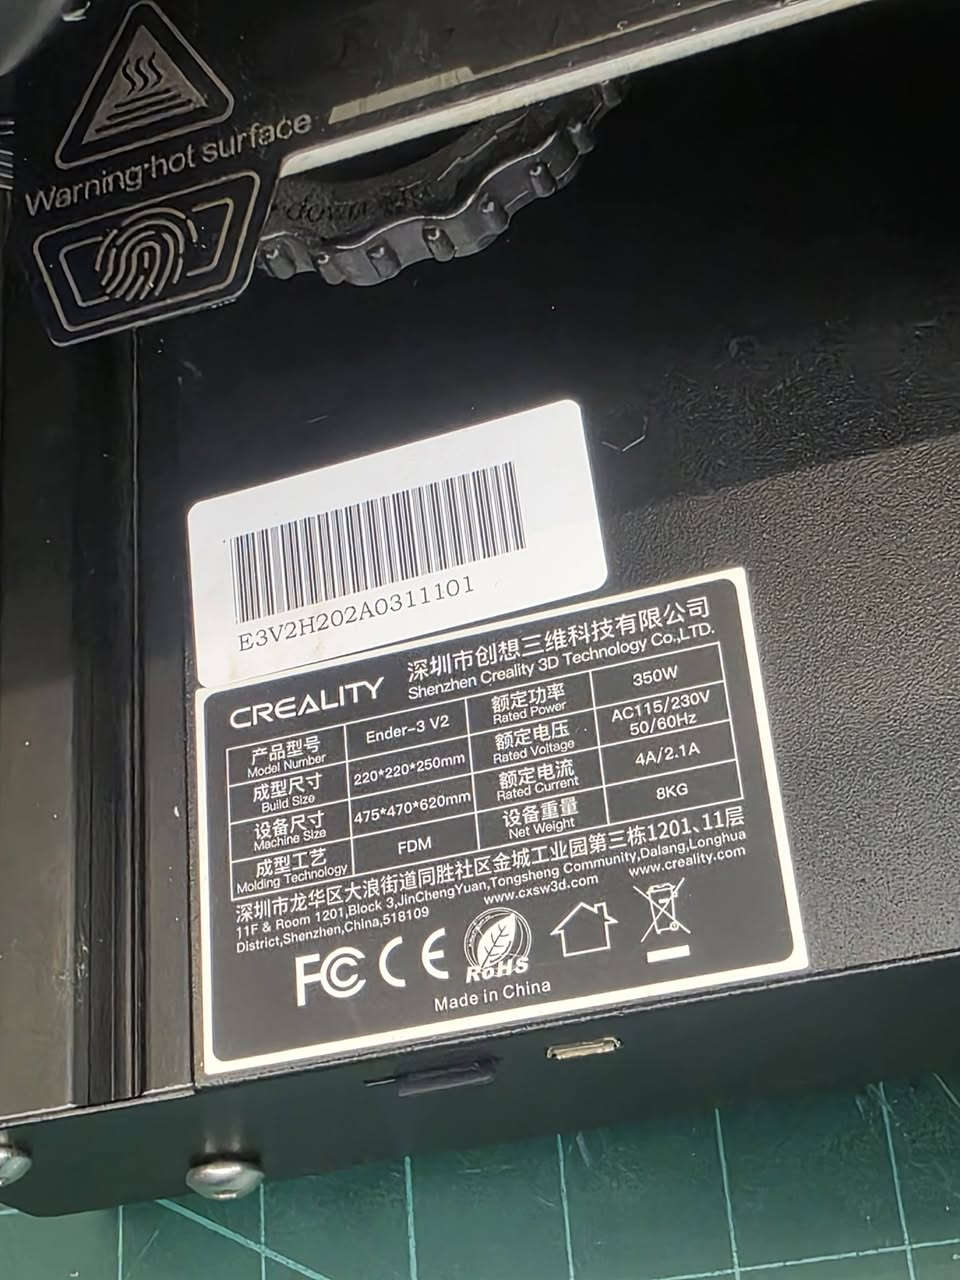 Warning:hot surface
down
E3V2H202A0311101
CREALITY
深圳市创想三维科技有限公司
Shenzhen Creality 3D Technology Co.,LTD.
产品型号
Model Number
Ender-3 V2
额定功率
Rated Power
350W
成型尺寸
Build Size
220*220*250mm
额定电压
Rated Voltage
AC115/230V
50/60Hz
设备尺寸
Machine Size
475*470*620mm
额定电流
Rated Current
4A/2.1A
成型工艺
Molding Technology
FDM
设备重量
Net Weight
8KG
深圳市龙华区大浪街道同胜社区金城工业园第三栋1201、11层
11F & Room 1201,Block 3,JinChengYuan,Tongsheng Community,Dalang,Longhua
District,Shenzhen,China,518109
www.cxsw3d.com
www.creality.com
FC CE
RoHS
Made in China